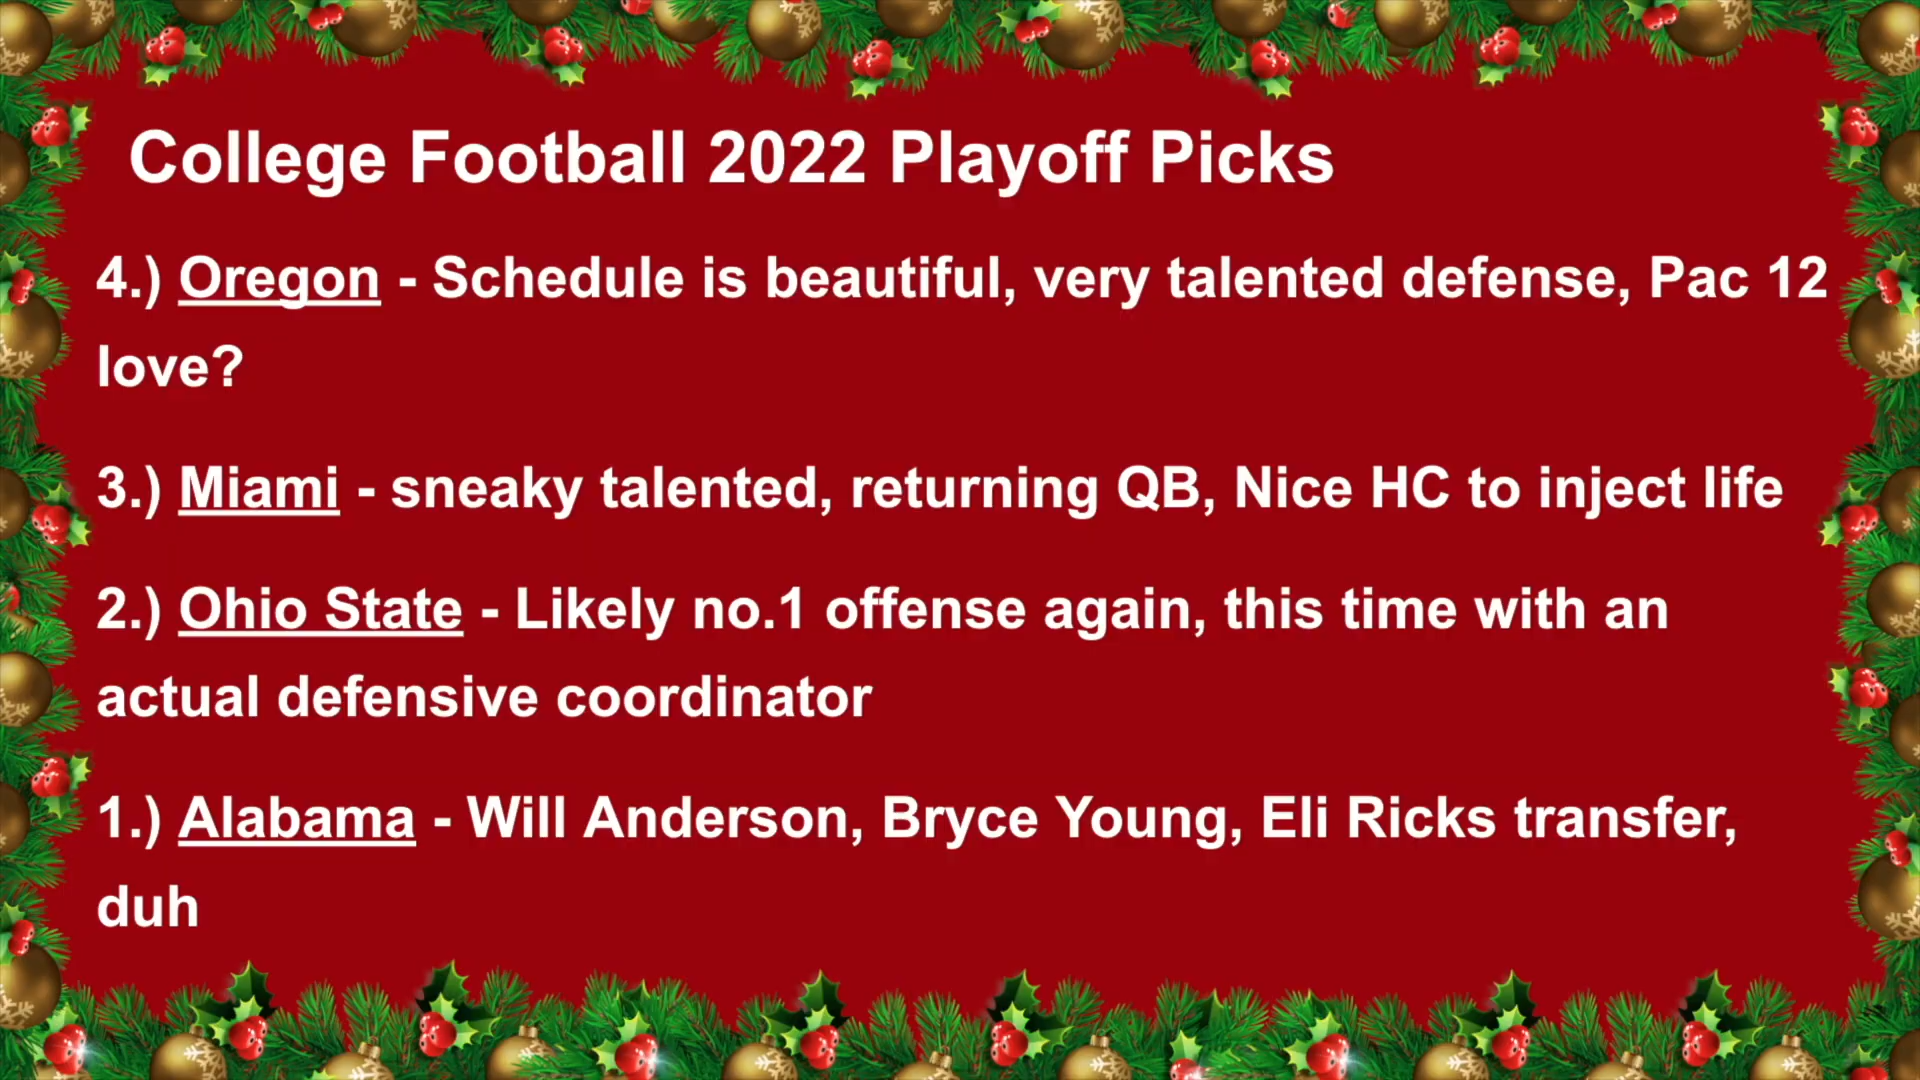 College Football 2022 Playoff Picks
4.) Oregon - Schedule is beautiful, very talented defense, Pac 12
love?
3.) Miami - sneaky talented, returning QB, Nice HC to inject life
2.) Ohio State - Likely no.1 offense again, this time with an
actual defensive coordinator
1.) Alabama - Will Anderson, Bryce Young, Eli Ricks transfer,
duh